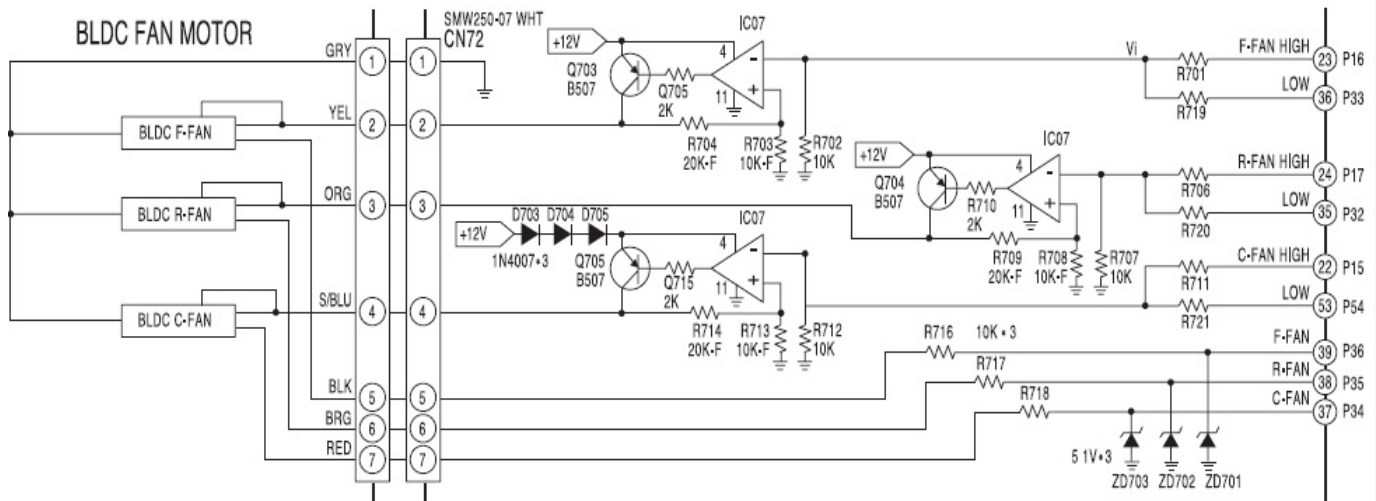 BLDC FAN MOTOR
SMW250-07 WHT
CN72
GRY
1
1
YEL
2
2
ORG
3
3
S/BLU
4
4
BLK
5
5
BRG
6
6
RED
7
7
BLDC F-FAN
BLDC R-FAN
BLDC C-FAN
+12V
Q703
B507
Q705
2K
IC07
4
-
+
11
R704
20K-F
R703
10K-F
R702
10K
Vi
R701
R719
F-FAN HIGH
23 P16
LOW
36 P33
+12V
Q704
B507
R710
2K
IC07
4
-
+
11
R709
20K-F
R708
10K-F
R707
10K
R706
R720
R-FAN HIGH
24 P17
LOW
35 P32
+12V
D703 D704 D705
1N4007*3
Q705
B507
Q715
2K
IC07
4
-
+
11
R714
20K-F
R713
10K-F
R712
10K
R711
R721
C-FAN HIGH
22 P15
LOW
53 P54
R716
10K*3
R717
R718
F-FAN
39 P36
R-FAN
38 P35
C-FAN
37 P34
5 1V*3
ZD703 ZD702 ZD701